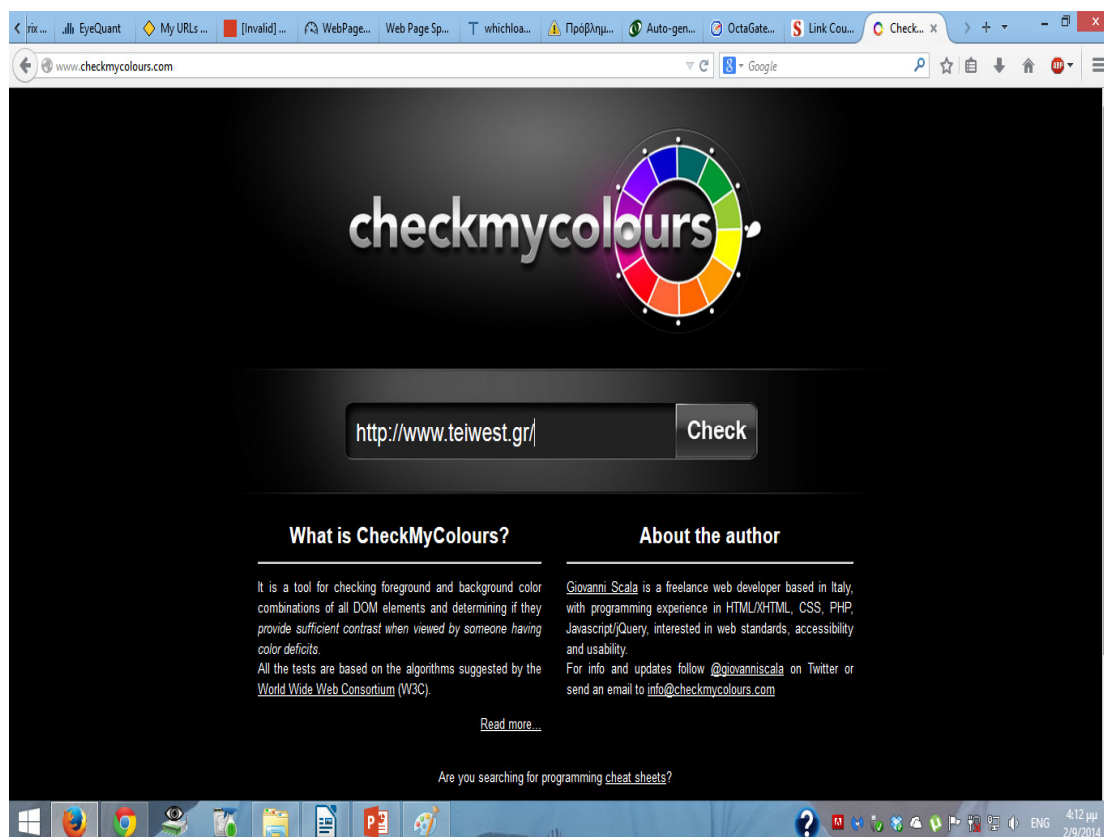 rix ... EyeQuant My URLs ... [Invalid] ... WebPage... Web Page Sp... whichloa... Πρόβλημ... Auto-gen... OctaGate... S Link Cou... Check... ×
www.checkmycolours.com 8 Google ABP
checkmycolours
http://www.teiwest.gr/ Check
What is CheckMyColours?
It is a tool for checking foreground and background color
combinations of all DOM elements and determining if they
provide sufficient contrast when viewed by someone having
color deficits.
All the tests are based on the algorithms suggested by the
World Wide Web Consortium (W3C).
Read more...
About the author
Giovanni Scala is a freelance web developer based in Italy,
with programming experience in HTML/XHTML, CSS, PHP,
Javascript/jQuery, interested in web standards, accessibility
and usability.
For info and updates follow @giovanniscala on Twitter or
send an email to info@checkmycolours.com
Are you searching for programming cheat sheets?
ENG 4:12 μμ
2/9/2014